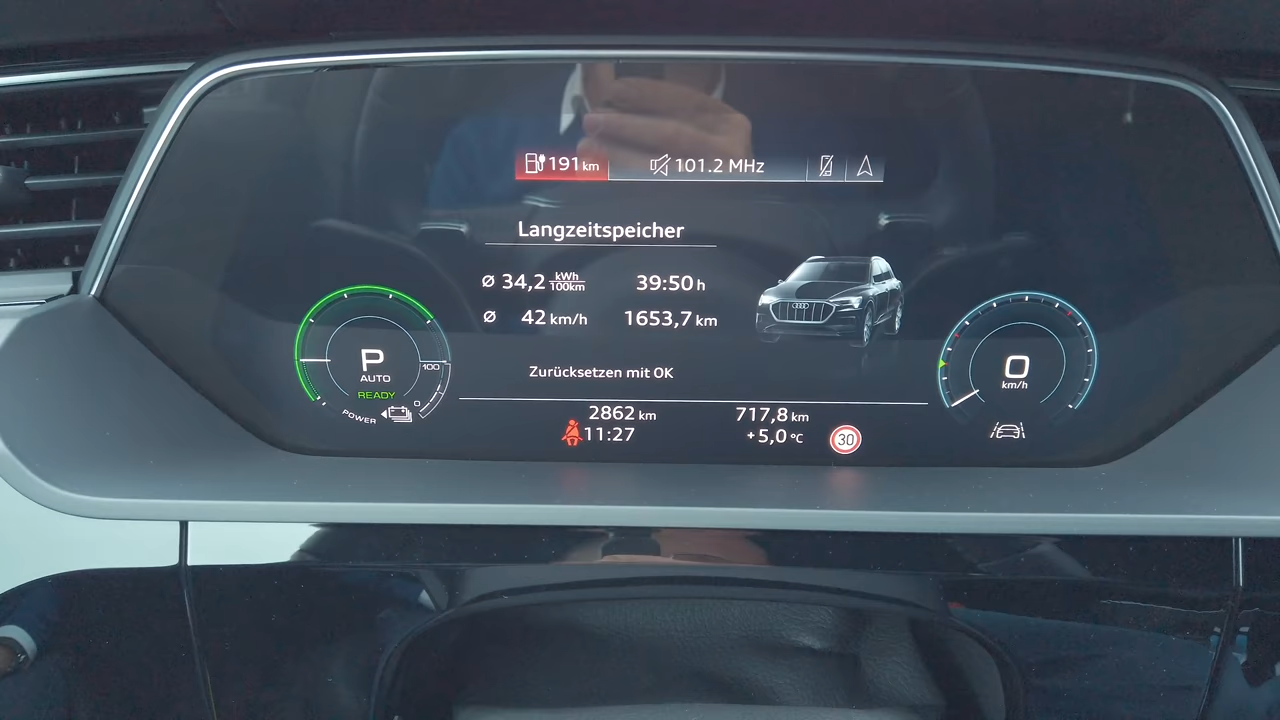 191 km 101.2 MHz
Langzeitspeicher
Ø 34,2 kWh/100km 39:50 h
Ø 42 km/h 1653,7 km
Zurücksetzen mit OK
P
AUTO
READY
100
0
POWER
0
km/h
2862 km 717,8 km
11:27 +5,0 °C
30